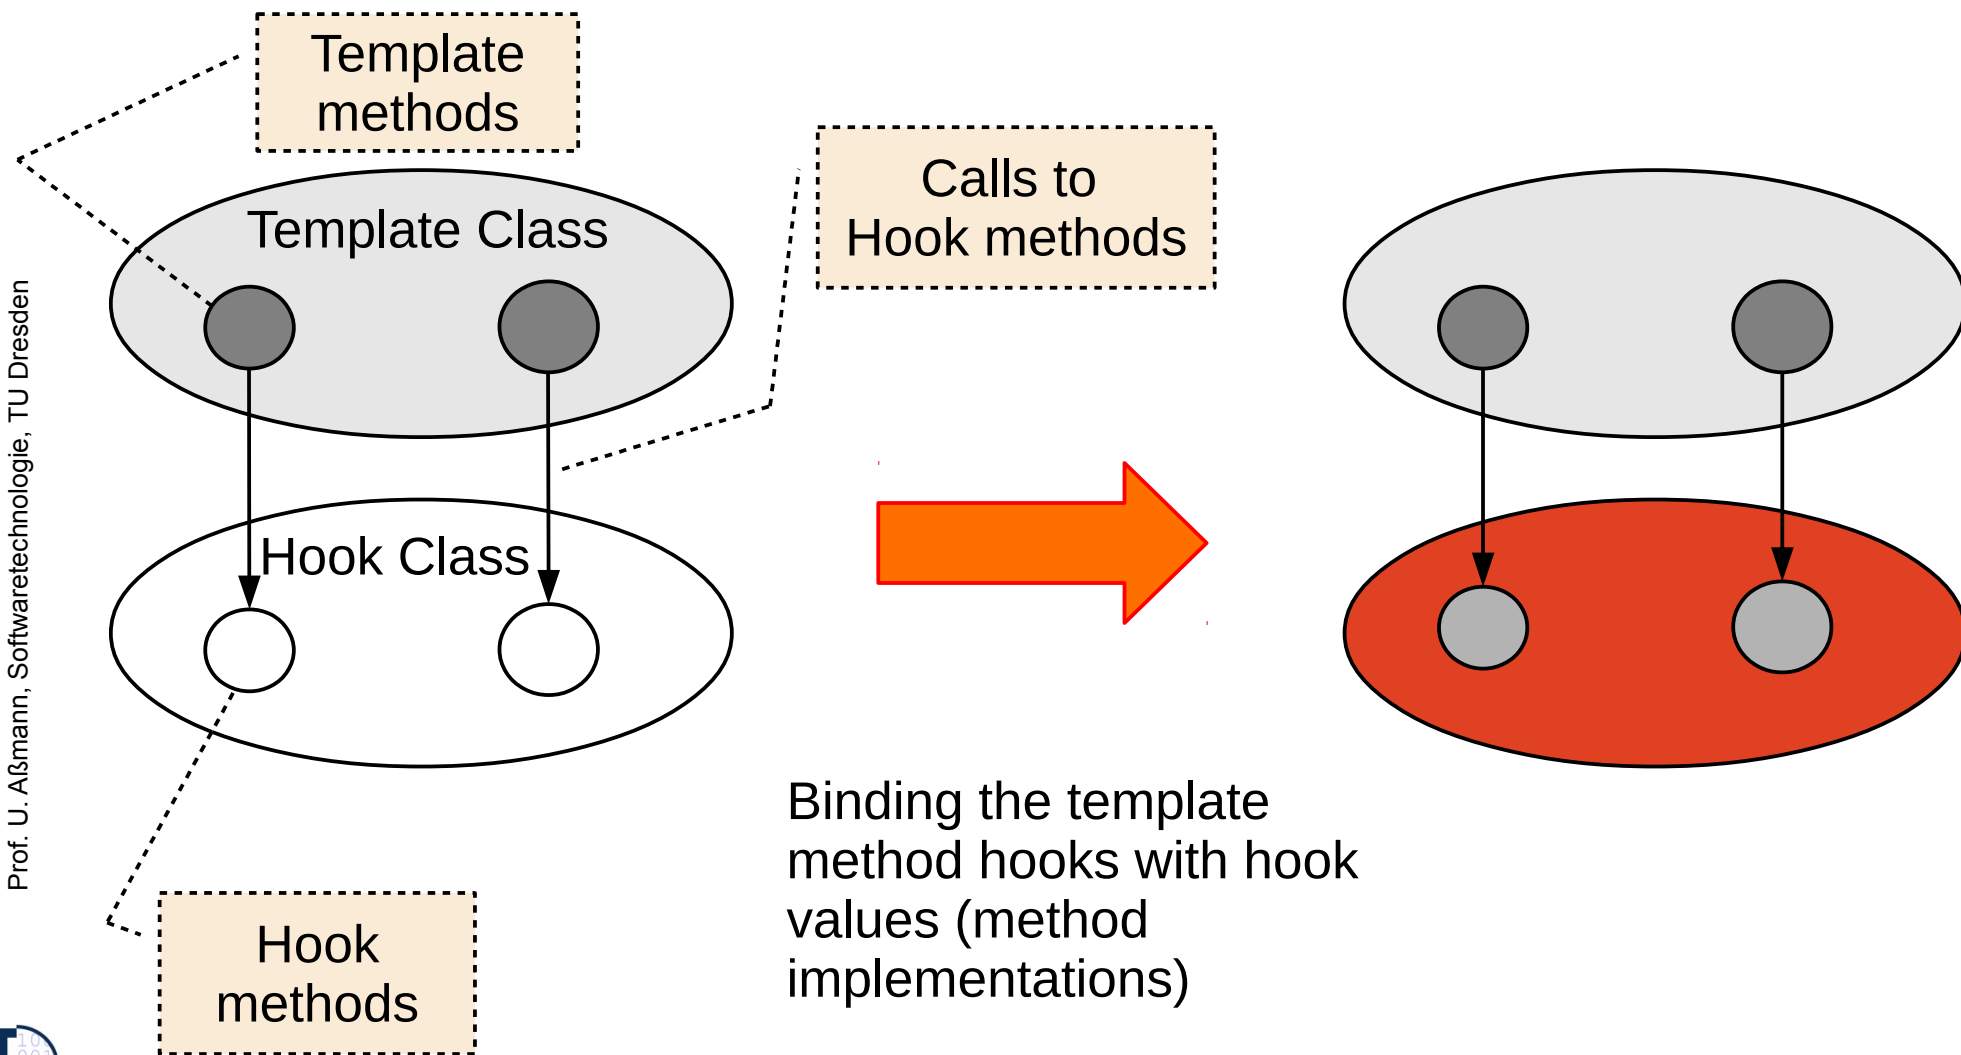 Template
methods
Template Class
Calls to
Hook methods
Hook Class
Hook
methods
Binding the template
method hooks with hook
values (method
implementations)
Prof. U. Aßmann, Softwaretechnologie, TU Dresden